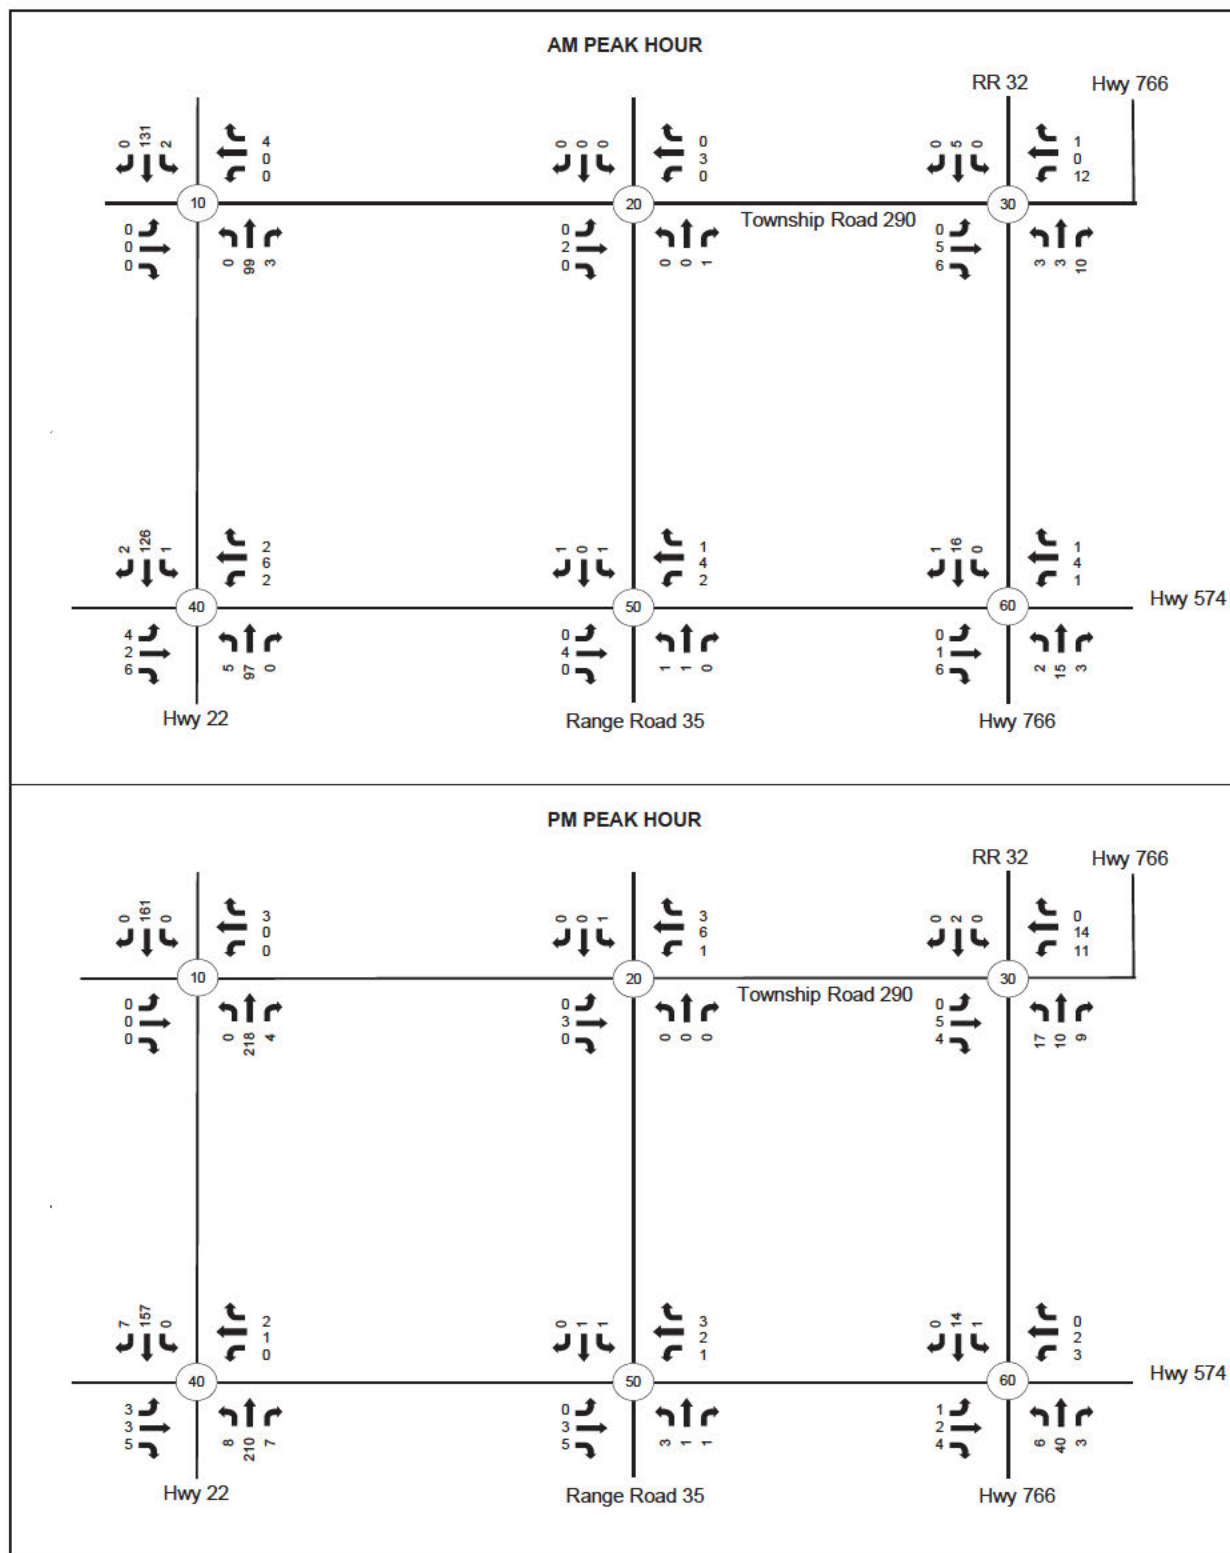 AM PEAK HOUR
RR 32
Hwy 766
0 131 2
4
0
0
0 0 0
0
3
0
0 5 0
1
0
12
10
20
30
Township Road 290
0
0
0
0 99 3
0
2
0
0 0 1
0
5
6
3 3 10
2 126 1
2
6
2
1 0 1
1
4
2
1 16 0
1
4
1
40
50
60
Hwy 574
4
2
6
5 97 0
0
4
0
1 1 0
0
1
6
2 15 3
Hwy 22
Range Road 35
Hwy 766
PM PEAK HOUR
RR 32
Hwy 766
0 161 0
3
0
0
0 0 1
3
6
1
0 2 0
0
14
11
10
20
30
Township Road 290
0
0
0
0 218 4
0
3
0
0 0 0
0
5
4
17 10 9
7 157 0
2
1
0
0 1 1
3
2
1
0 14 1
0
2
3
40
50
60
Hwy 574
3
3
5
8 210 7
0
3
5
3 1 1
1
2
4
6 40 3
Hwy 22
Range Road 35
Hwy 766